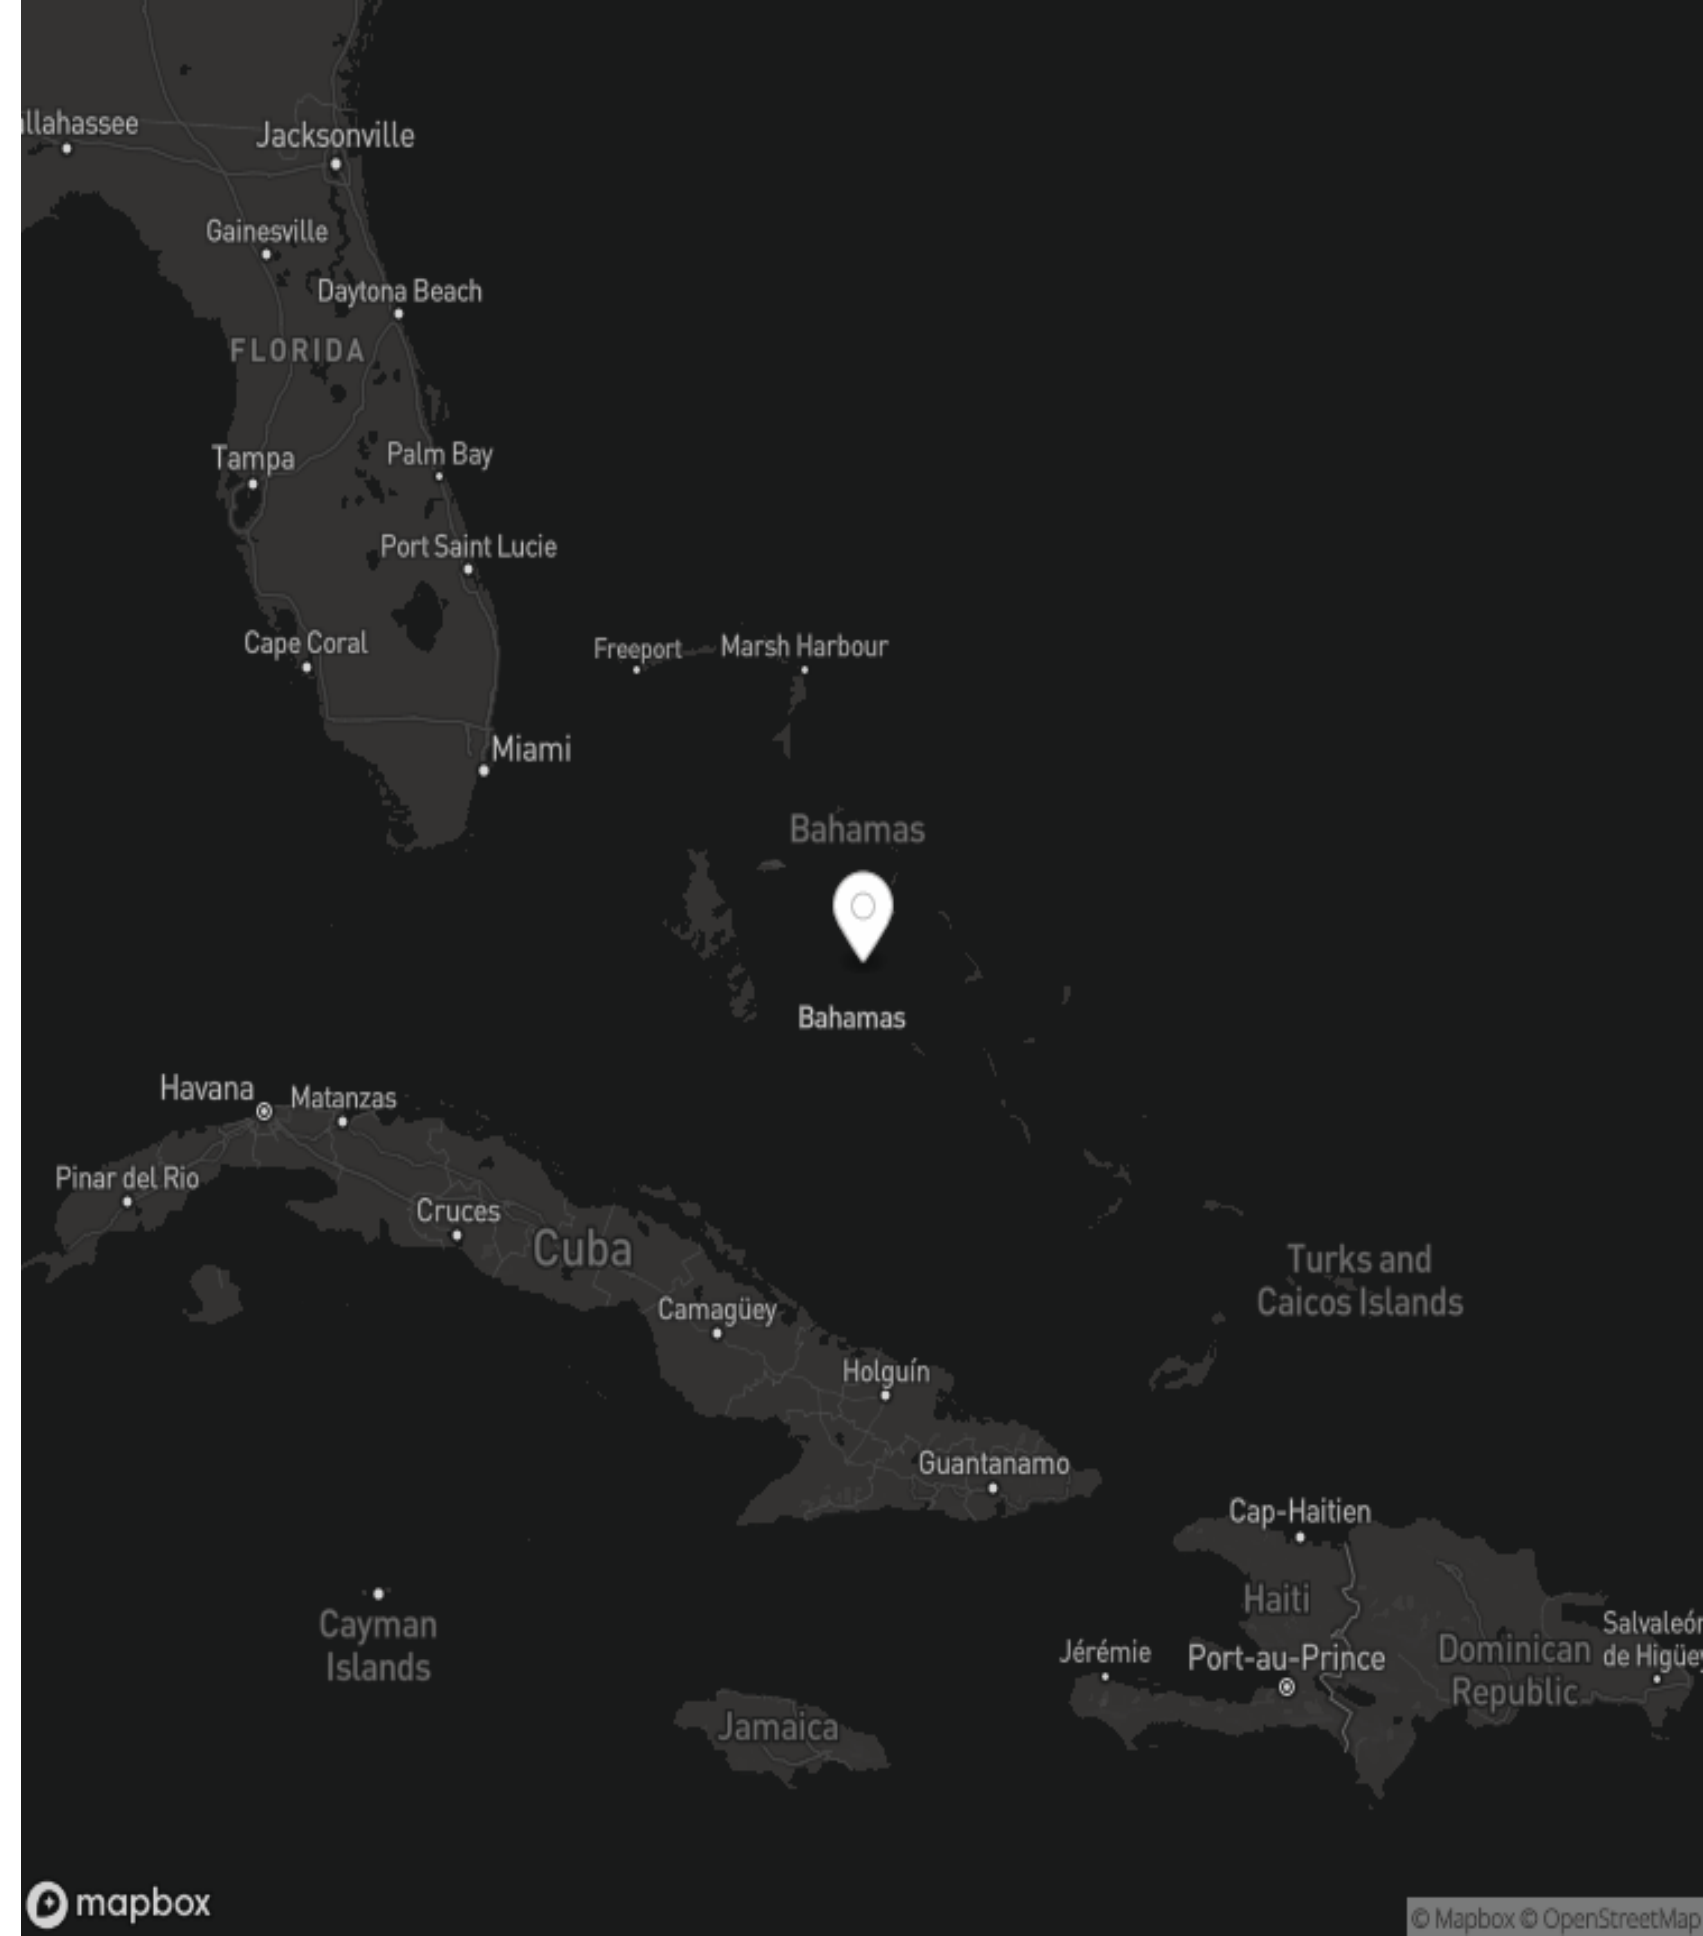 allahassee
Jacksonville
Gainesville
Daytona Beach
FLORIDA
Tampa
Palm Bay
Port Saint Lucie
Cape Coral
Freeport
Marsh Harbour
Miami
Bahamas
Bahamas
Havana
Matanzas
Pinar del Rio
Cruces
Cuba
Turks and
Caicos Islands
Camagüey
Holguín
Guantanamo
Cap-Haitien
Haiti
Cayman
Islands
Jérémie
Port-au-Prince
Dominican
Republic
Salvaleón
de Higüey
Jamaica
mapbox
© Mapbox © OpenStreetMap